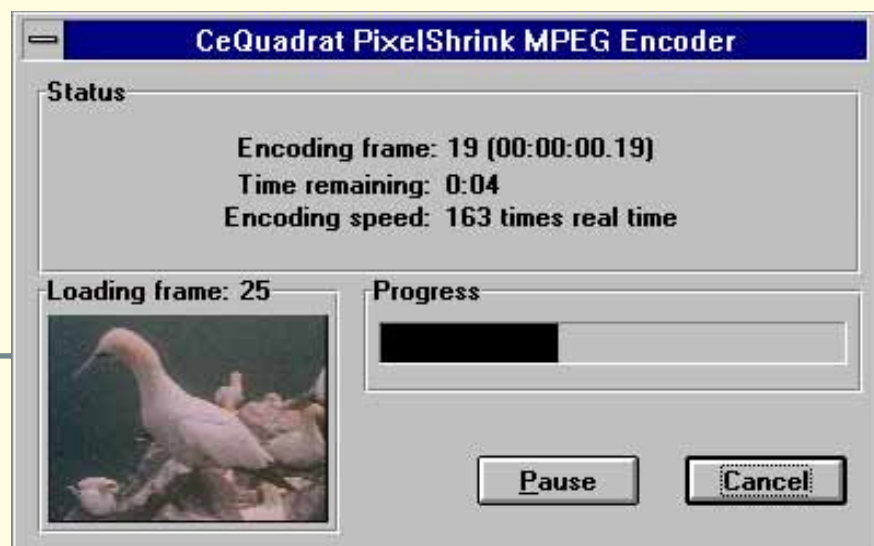 CeQuadrat PixelShrink MPEG Encoder
Status
Encoding frame: 19 (00:00:00.19)
Time remaining: 0:04
Encoding speed: 163 times real time
Loading frame: 25
Progress
Pause
Cancel